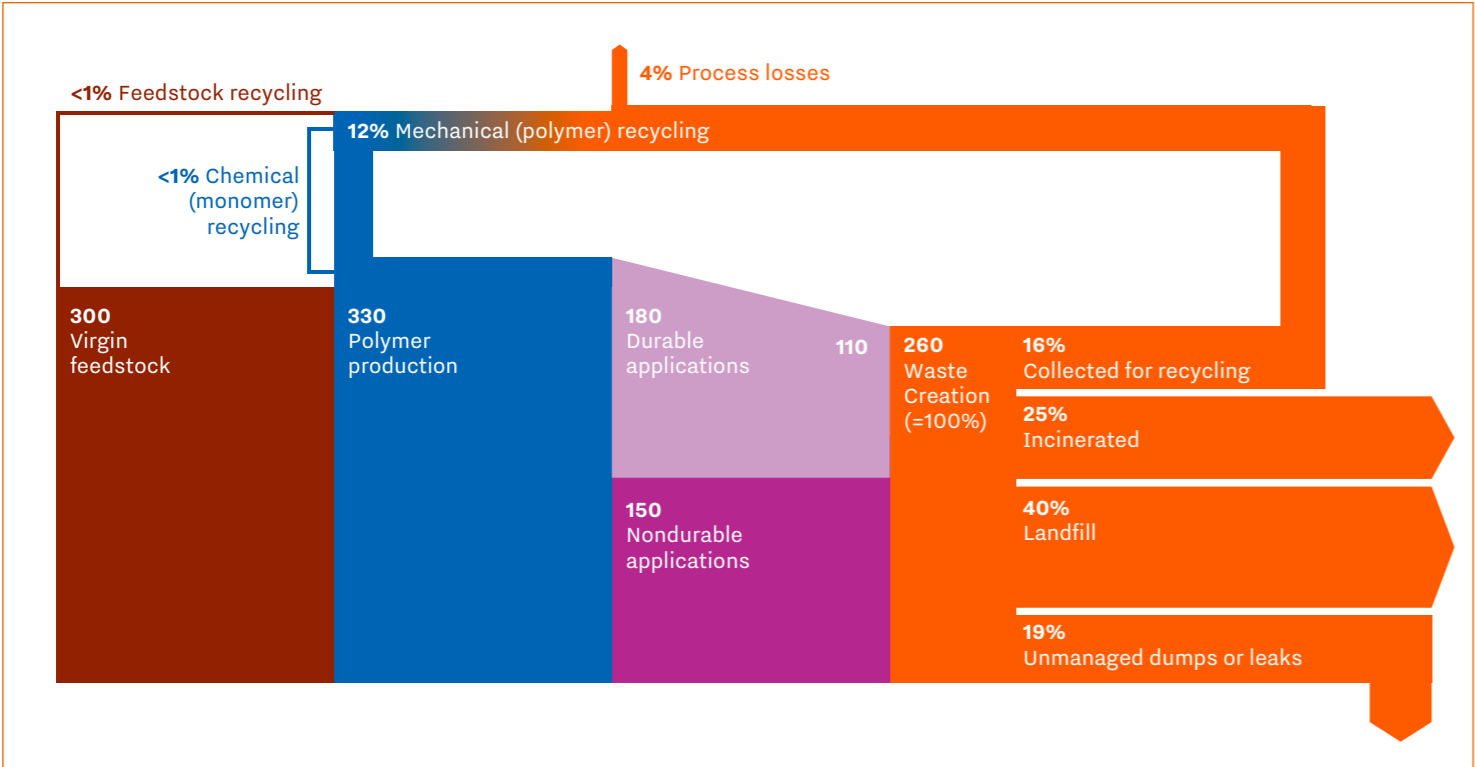 4% Process losses
<1% Feedstock recycling
12% Mechanical (polymer) recycling
<1% Chemical
(monomer)
recycling
300
Virgin
feedstock
330
Polymer
production
180
Durable
applications
110
150
Nondurable
applications
260
Waste
Creation
(=100%)
16%
Collected for recycling
25%
Incinerated
40%
Landfill
19%
Unmanaged dumps or leaks